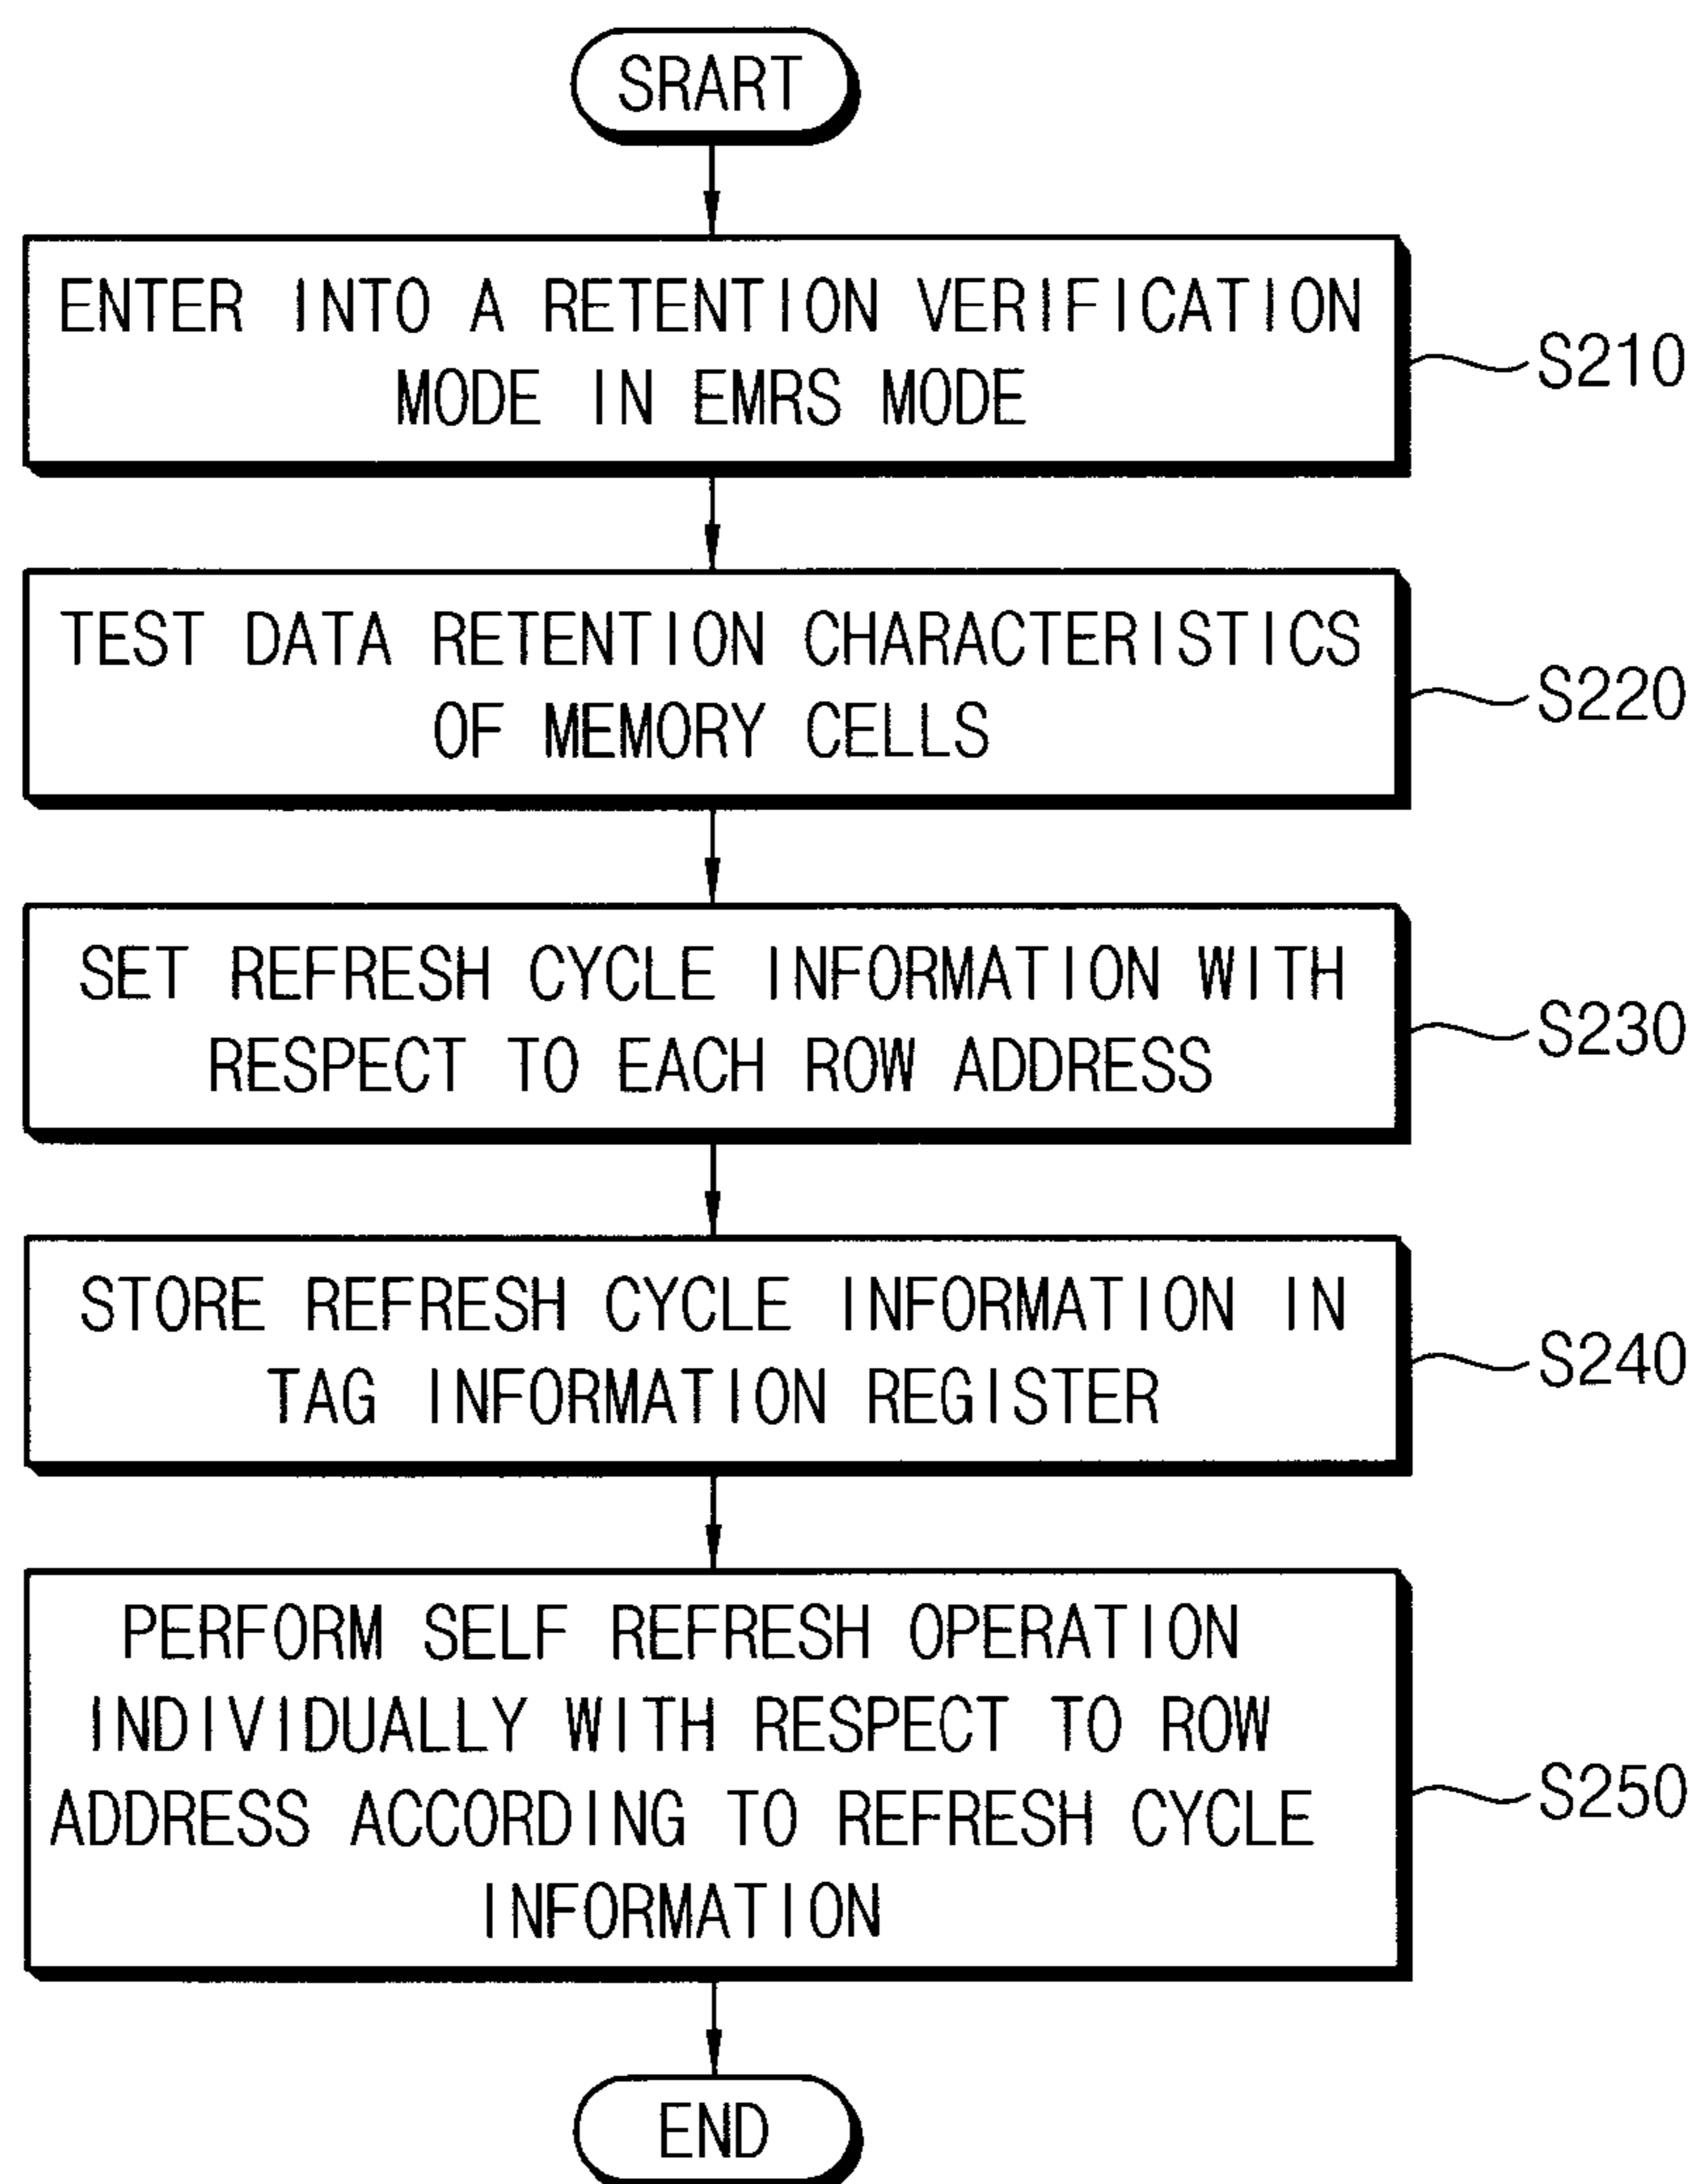 SRART
ENTER INTO A RETENTION VERIFICATION
MODE IN EMRS MODE
S210
TEST DATA RETENTION CHARACTERISTICS
OF MEMORY CELLS
S220
SET REFRESH CYCLE INFORMATION WITH
RESPECT TO EACH ROW ADDRESS
S230
STORE REFRESH CYCLE INFORMATION IN
TAG INFORMATION REGISTER
S240
PERFORM SELF REFRESH OPERATION
INDIVIDUALLY WITH RESPECT TO ROW
ADDRESS ACCORDING TO REFRESH CYCLE
INFORMATION
S250
END